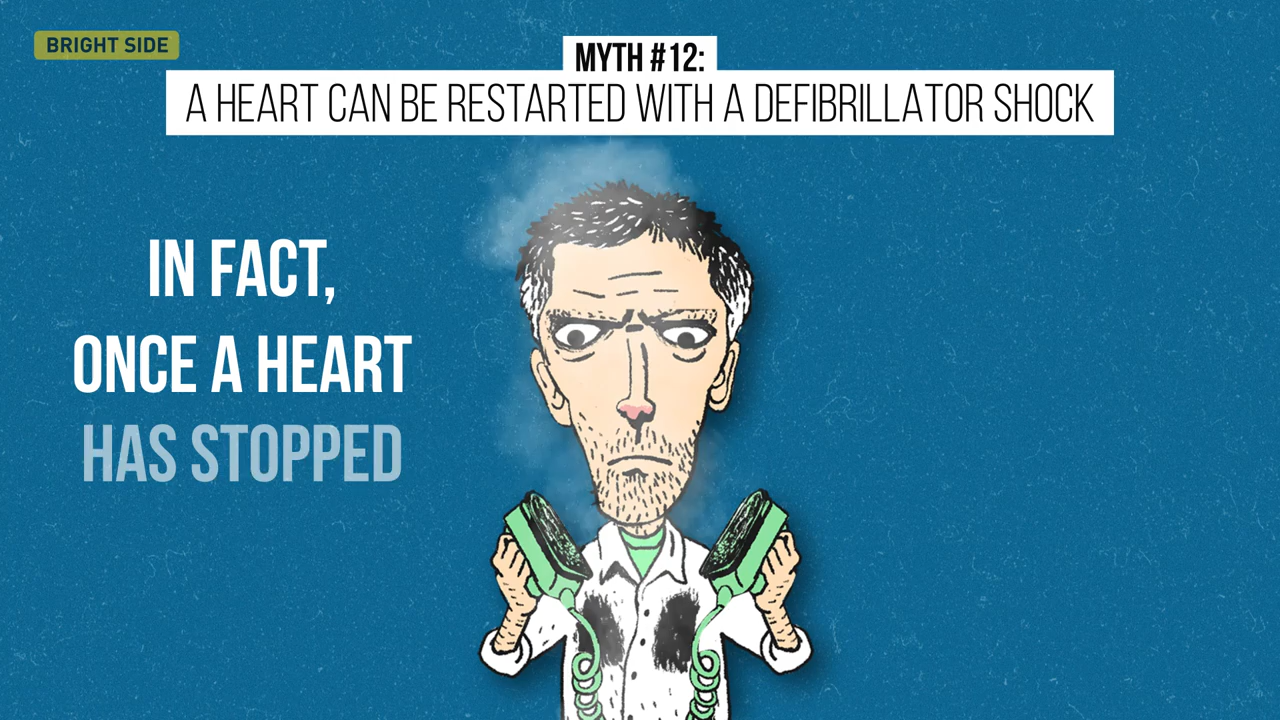 BRIGHT SIDE
MYTH #12:
A HEART CAN BE RESTARTED WITH A DEFIBRILLATOR SHOCK
IN FACT,
ONCE A HEART
HAS STOPPED